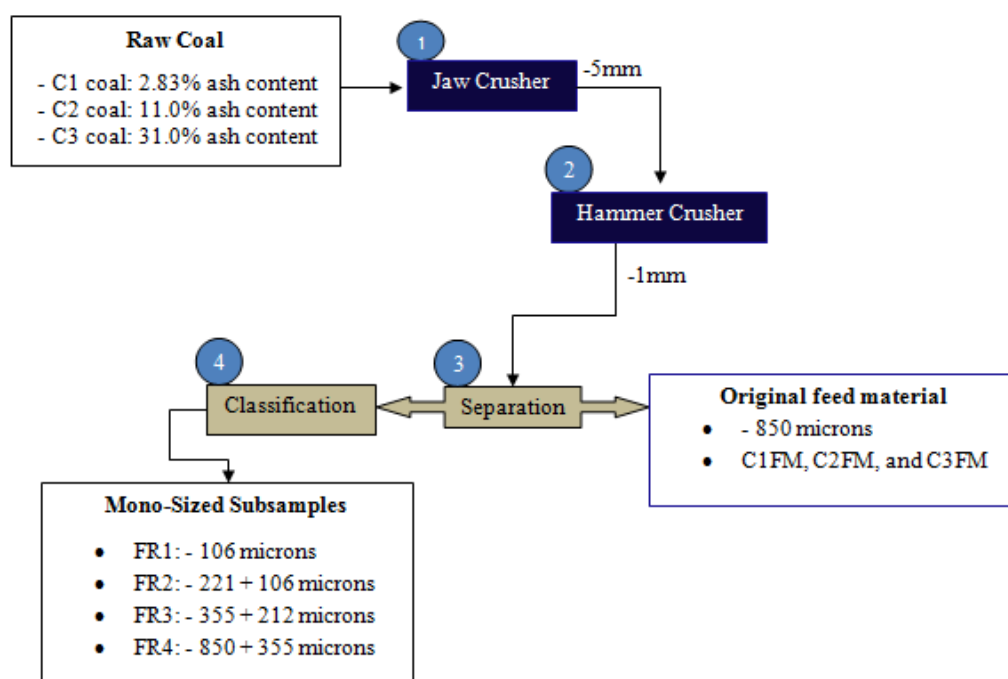 Raw Coal
- C1 coal: 2.83% ash content
- C2 coal: 11.0% ash content
- C3 coal: 31.0% ash content
1
Jaw Crusher
-5mm
2
Hammer Crusher
-1mm
3
Separation
4
Classification
Original feed material
• - 850 microns
• C1FM, C2FM, and C3FM
Mono-Sized Subsamples
• FR1: - 106 microns
• FR2: - 221 + 106 microns
• FR3: - 355 + 212 microns
• FR4: - 850 + 355 microns